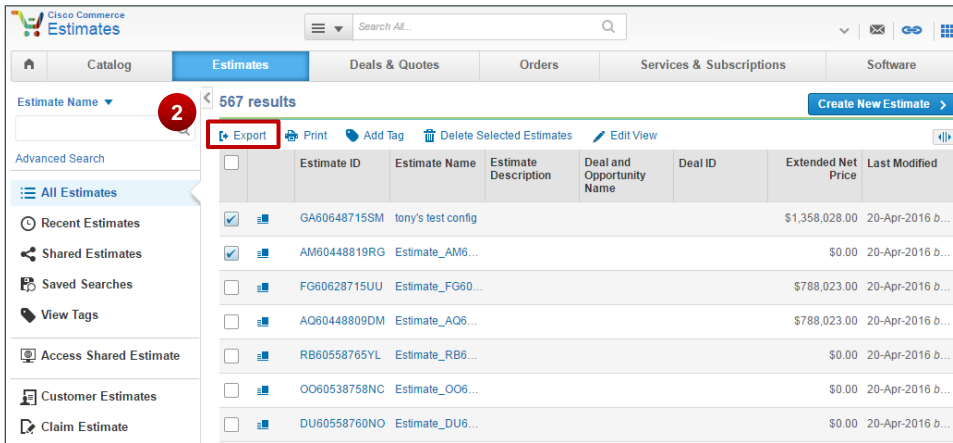 Cisco Commerce
Estimates
Search All...
Catalog Estimates Deals & Quotes Orders Services & Subscriptions Software
Estimate Name
2
567 results
Create New Estimate
Export Print Add Tag Delete Selected Estimates Edit View
Advanced Search
All Estimates
Recent Estimates
Shared Estimates
Saved Searches
View Tags
Access Shared Estimate
Customer Estimates
Claim Estimate
Estimate ID Estimate Name Estimate Description Deal and Opportunity Name Deal ID Extended Net Price Last Modified
GA60648715SM tony's test config $1,358,028.00 20-Apr-2016 b...
AM60448819RG Estimate_AM6... $0.00 20-Apr-2016 b...
FG60628715UU Estimate_FG60... $788,023.00 20-Apr-2016 b...
AQ60448809DM Estimate_AQ6... $788,023.00 20-Apr-2016 b...
RB60558765YL Estimate_RB6... $0.00 20-Apr-2016 b...
OO60538758NC Estimate_OO6... $0.00 20-Apr-2016 b...
DU60558760NO Estimate_DU6... $0.00 20-Apr-2016 b...